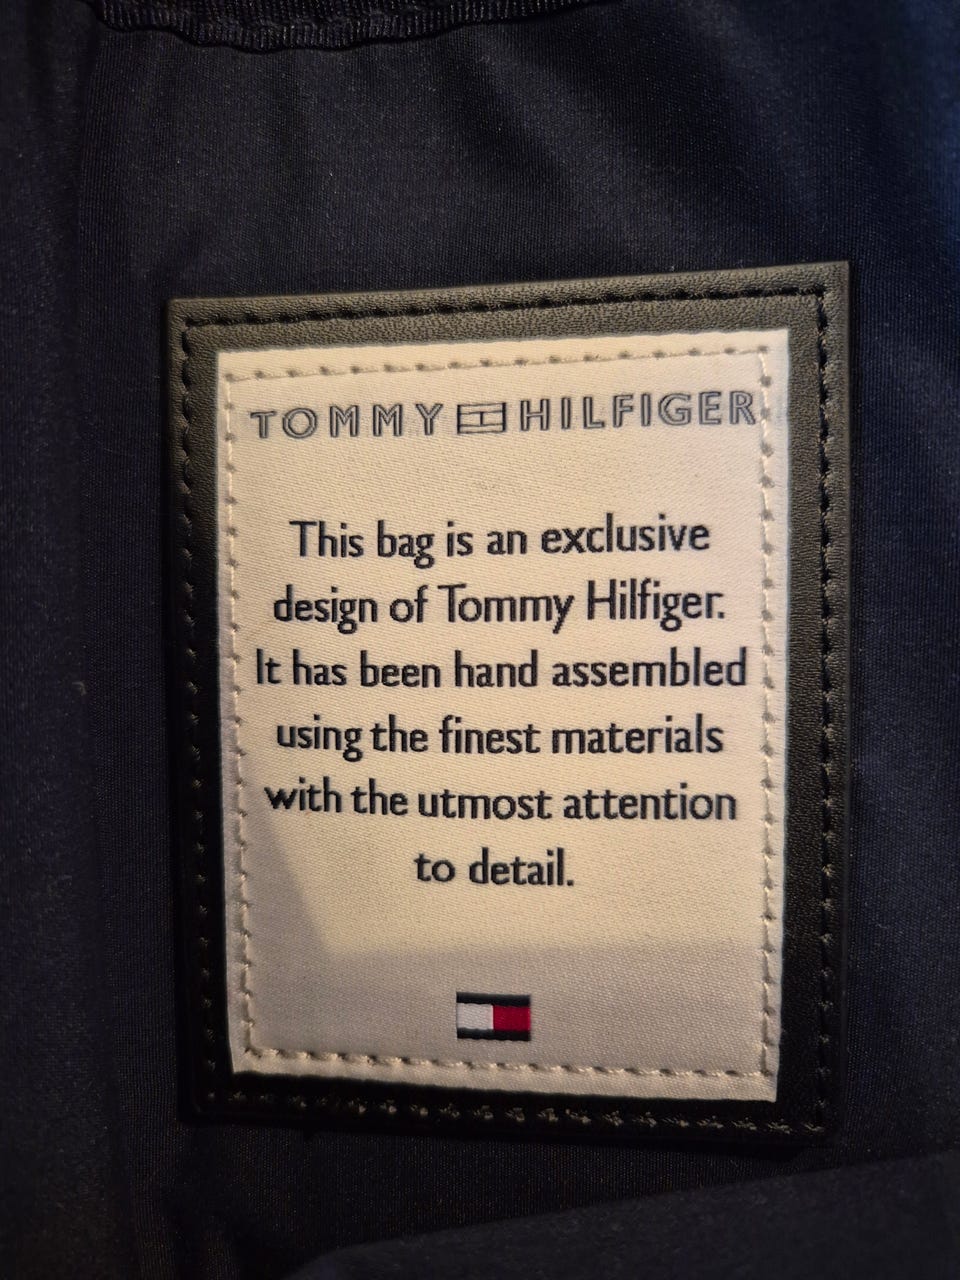 TOMMY HILFIGER
This bag is an exclusive
design of Tommy Hilfiger.
It has been hand assembled
using the finest materials
with the utmost attention
to detail.